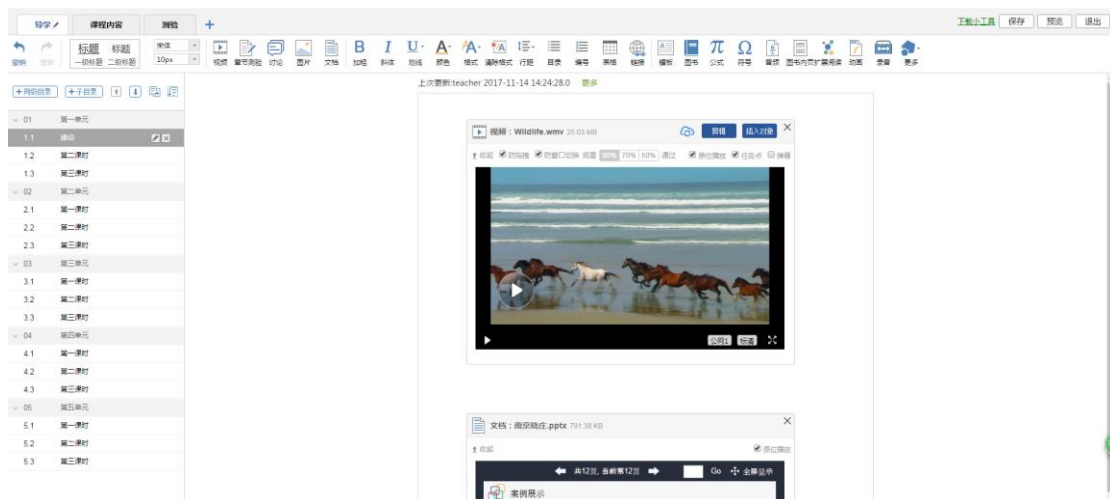 导学 课程内容 测验 + 下载小工具 保存 预览 退出
标题 标题 宋体 B I U A A π Ω
撤销 一级标题 二级标题 10px 视频 章节测验 讨论 图片 文档 加粗 斜体 划线 颜色 格式 清除格式 行距 目录 编号 表格 链接 模板 图书 公式 符号 音频 图书内页 扩展阅读 动画 录音 更多
上次更新:teacher 2017-11-14 14:24:28.0 更多
+同级目录 +子目录
01 第一单元
1.1
1.2 第二课时
1.3 第三课时
02 第二单元
2.1 第一课时
2.2 第二课时
2.3 第三课时
03 第三单元
3.1 第一课时
3.2 第二课时
3.3 第三课时
04 第四单元
4.1 第一课时
4.2 第二课时
4.3 第三课时
05 第五单元
5.1 第一课时
5.2 第二课时
5.3 第三课时
视频：Wildlife.wmv 25.03 MB 剪辑 插入对象
收起 防拖拽 防窗口切换 观看 90% 70% 50% 通过 原位播放 任务点
公网1 标清
文档：南京晓庄.pptx 791.38 KB
收起 原位播放
共12页, 当前第12页 Go 全屏显示
案例展示